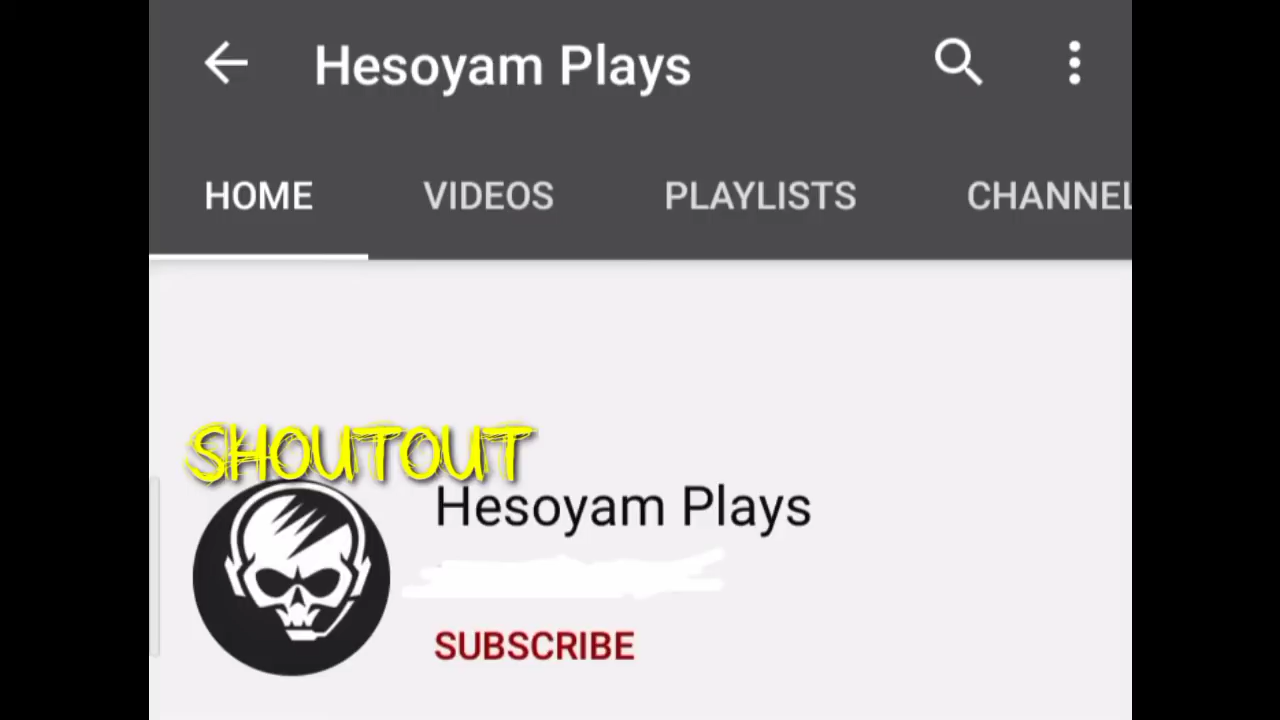 Hesoyam Plays
HOME VIDEOS PLAYLISTS CHANNEL
SHOUTOUT
Hesoyam Plays
SUBSCRIBE